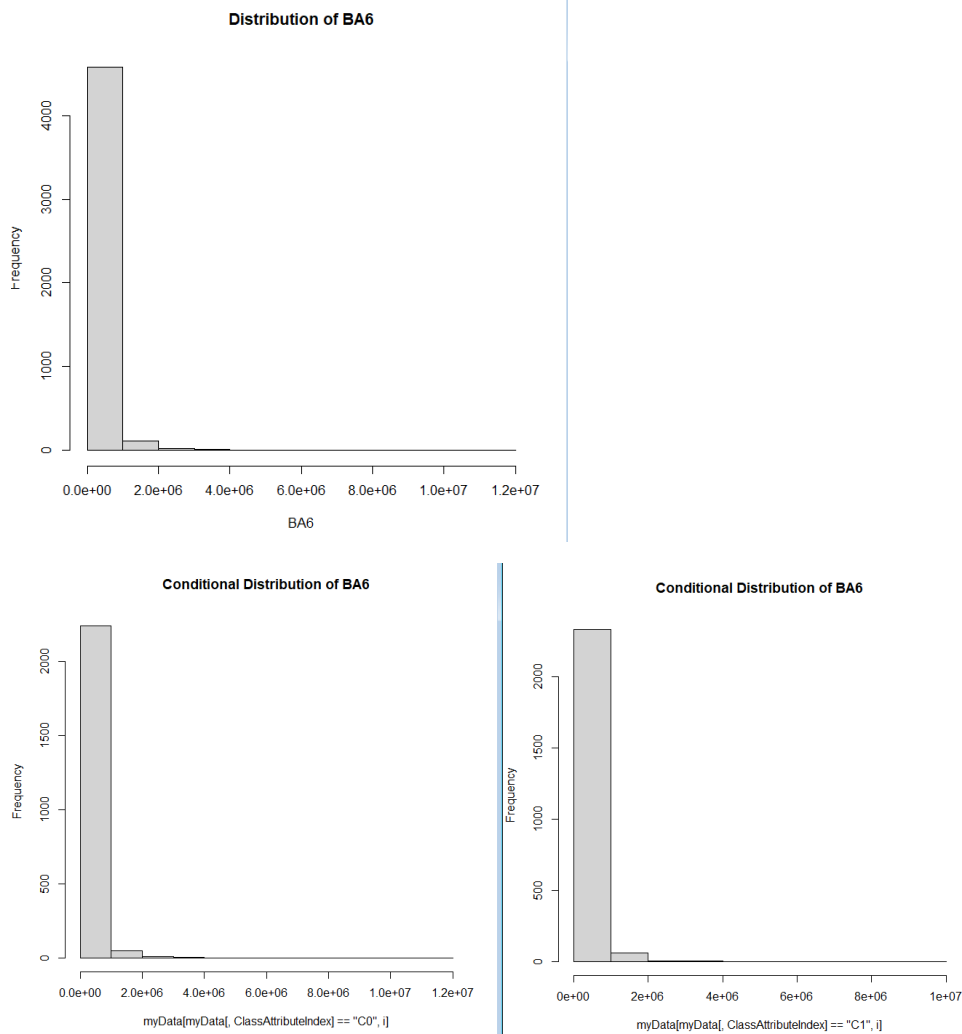 Distribution of BA6
4000
3000
2000
1000
0
Frequency
0.0e+00 2.0e+06 4.0e+06 6.0e+06 8.0e+06 1.0e+07 1.2e+07
BA6
Conditional Distribution of BA6
2000
1500
1000
500
0
Frequency
0.0e+00 2.0e+06 4.0e+06 6.0e+06 8.0e+06 1.0e+07 1.2e+07
myData[myData[, ClassAttributeIndex] == "C0", i]
Conditional Distribution of BA6
2000
1500
1000
500
0
Frequency
0e+00 2e+06 4e+06 6e+06 8e+06 1e+07
myData[myData[, ClassAttributeIndex] == "C1", i]